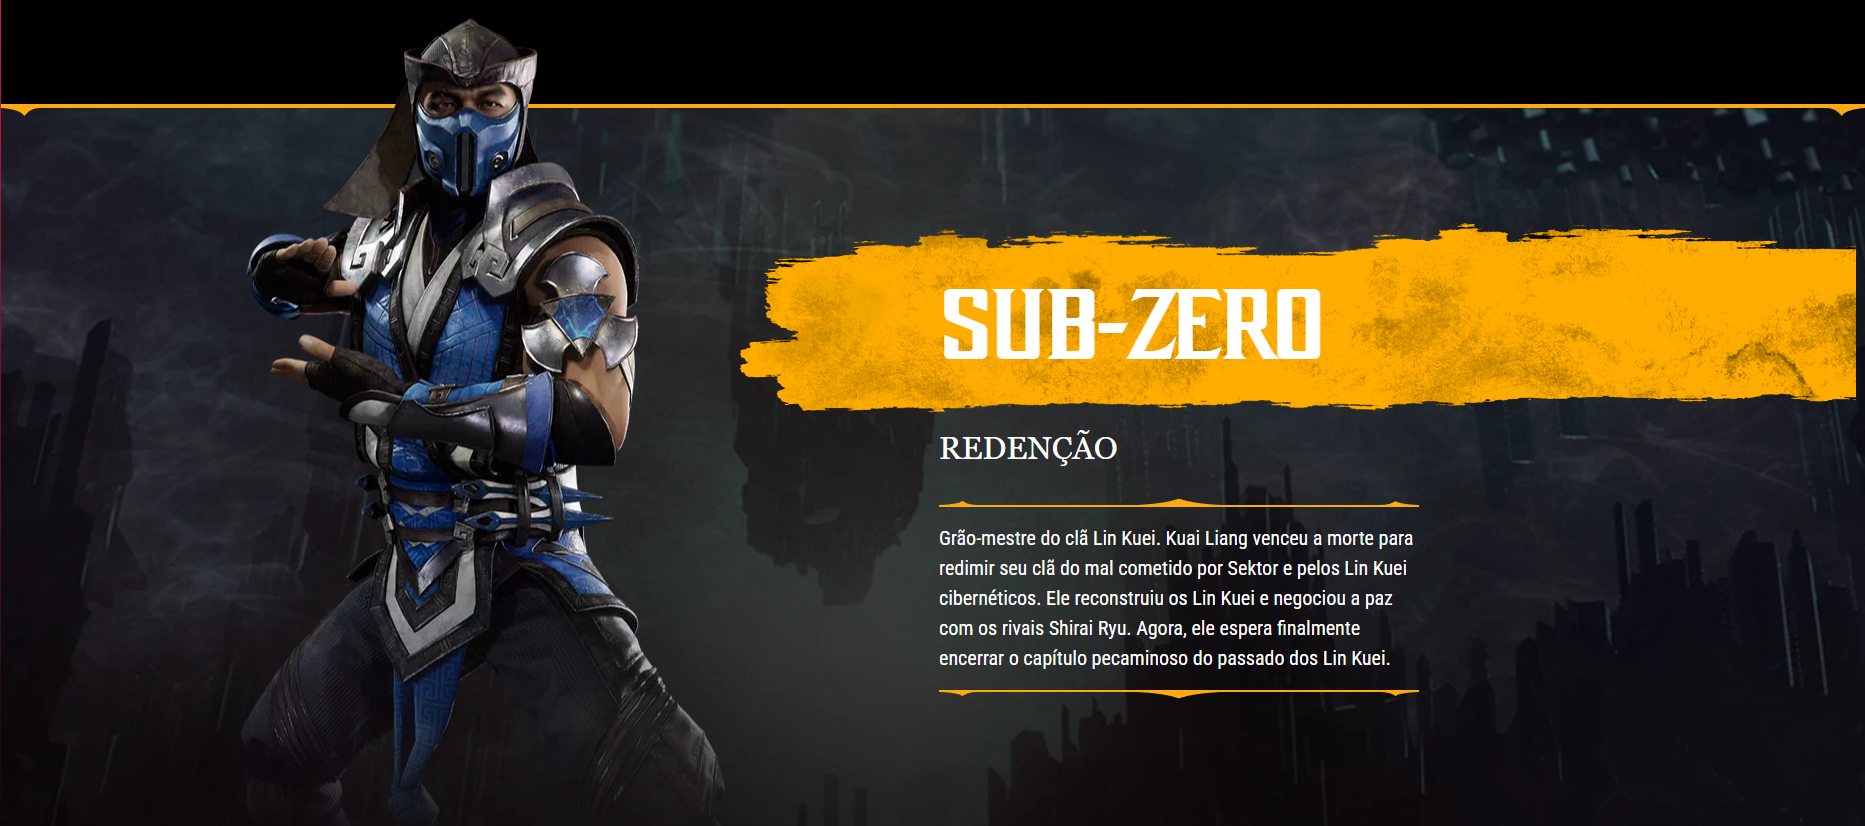 SUB-ZERO
REDENÇÃO
Grão-mestre do clã Lin Kuei. Kuai Liang venceu a morte para
redimir seu clã do mal cometido por Sektor e pelos Lin Kuei
cibernéticos. Ele reconstruiu os Lin Kuei e negociou a paz
com os rivais Shirai Ryu. Agora, ele espera finalmente
encerrar o capítulo pecaminoso do passado dos Lin Kuei.